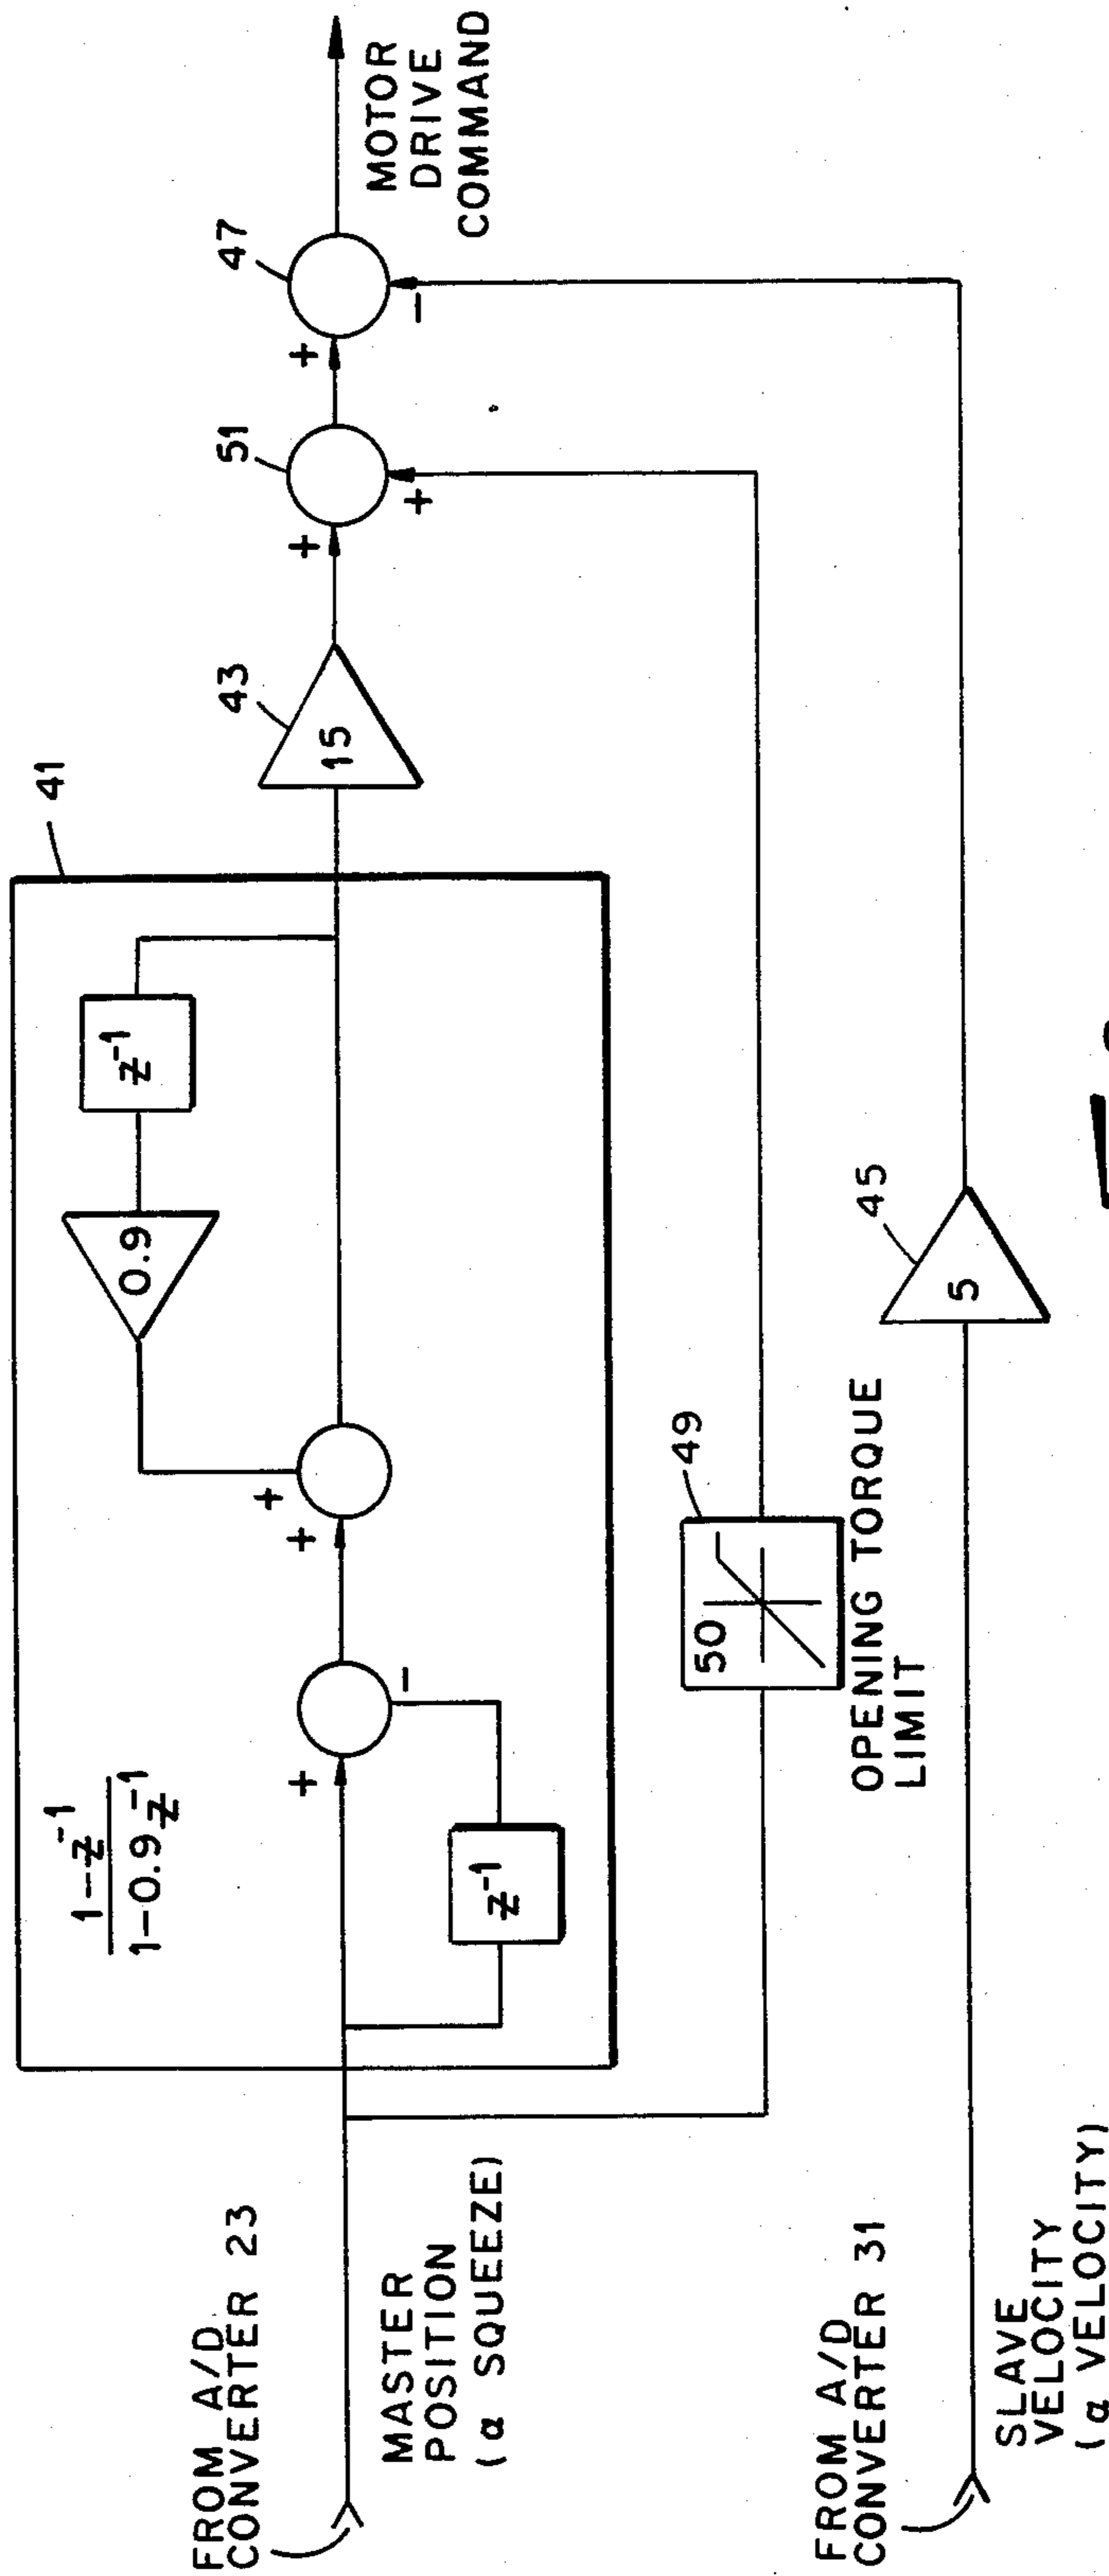 FROM A/D
CONVERTER 23
MASTER
POSITION
(α SQUEEZE)
1-z⁻¹
1-0.9z⁻¹
41
z⁻¹
+
-
+
+
0.9
z⁻¹
43
15
+
51
+
+
47
-
MOTOR
DRIVE
COMMAND
49
50
OPENING TORQUE
LIMIT
FROM A/D
CONVERTER 31
SLAVE
VELOCITY
(α VELOCITY)
45
5